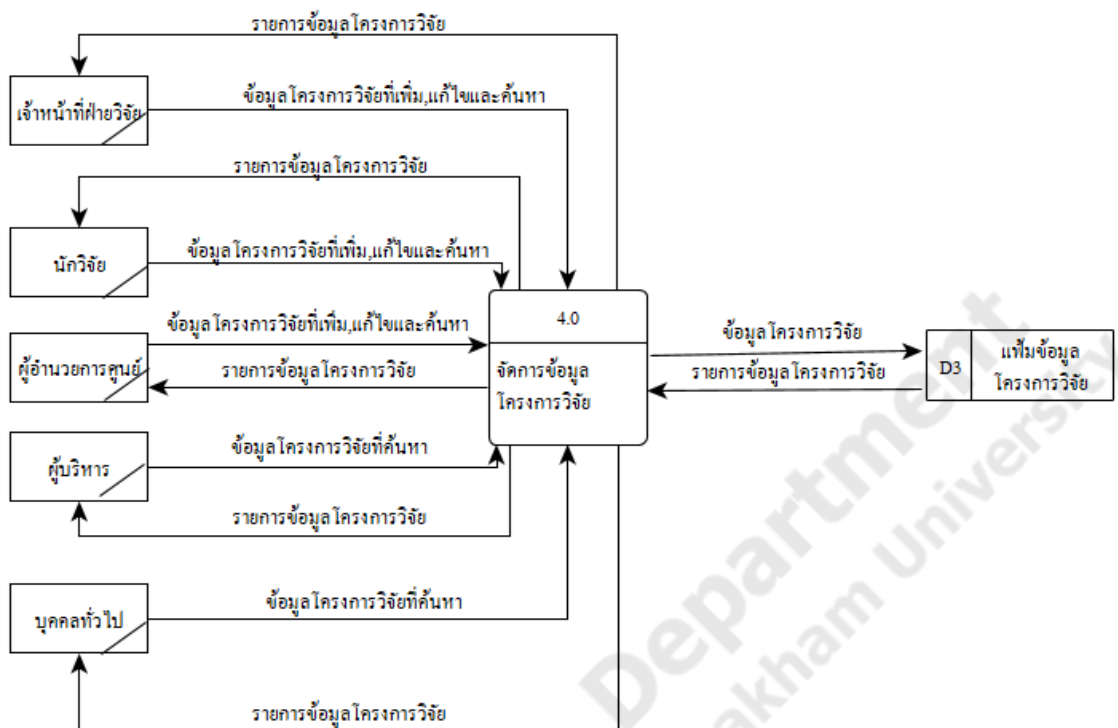 รายการข้อมูลโครงการวิจัย
เจ้าหน้าที่ฝ่ายวิจัย
ข้อมูลโครงการวิจัยที่เพิ่ม,แก้ไขและค้นหา
รายการข้อมูลโครงการวิจัย
นักวิจัย
ข้อมูลโครงการวิจัยที่เพิ่ม,แก้ไขและค้นหา
ผู้อำนวยการศูนย์
ข้อมูลโครงการวิจัยที่เพิ่ม,แก้ไขและค้นหา
รายการข้อมูลโครงการวิจัย
4.0
จัดการข้อมูล
โครงการวิจัย
ข้อมูลโครงการวิจัย
รายการข้อมูลโครงการวิจัย
D3
แฟ้มข้อมูล
โครงการวิจัย
ผู้บริหาร
ข้อมูลโครงการวิจัยที่ค้นหา
รายการข้อมูลโครงการวิจัย
บุคคลทั่วไป
ข้อมูลโครงการวิจัยที่ค้นหา
รายการข้อมูลโครงการวิจัย
Department
University